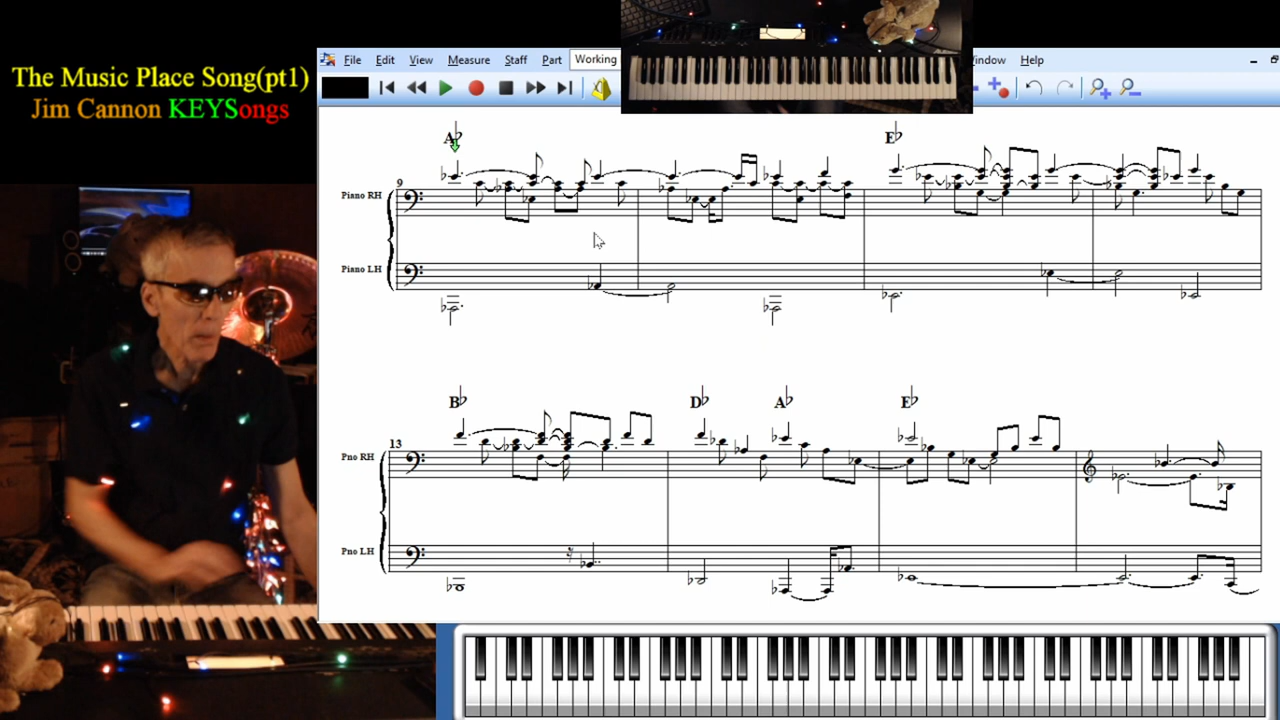 The Music Place Song(pt1)
Jim Cannon KEYSongs
File Edit View Measure Staff Part Working indow Help
A♭ E♭
9
Piano RH
Piano LH
B♭ D♭ A♭ E♭
13
Pno RH
Pno LH